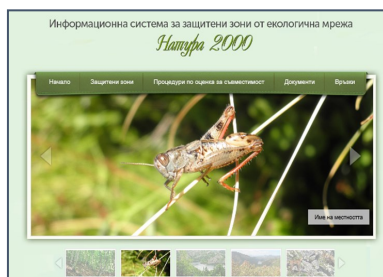 Информационна система за защитени зони от екологична мрежа
Натура 2000
Начало Защитени зони Процедури по оценка за съвместимост Документи Връзки
Име на местността